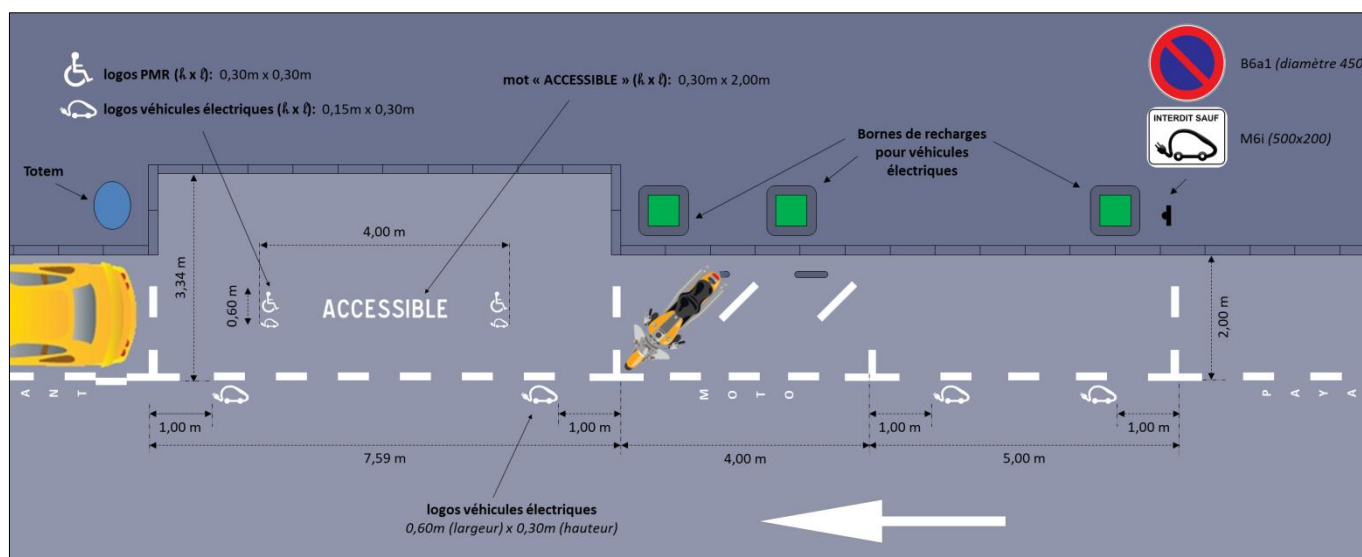 logos PMR (h x l): 0,30m x 0,30m
logos véhicules électriques (h x l): 0,15m x 0,30m
mot « ACCESSIBLE » (h x l): 0,30m x 2,00m
B6a1 (diamètre 450
INTERDIT SAUF
M6i (500x200)
Bornes de recharges
pour véhicules
électriques
Totem
4,00 m
3,34 m
0,60 m
ACCESSIBLE
2,00 m
ANT
MOTO
PAYA
1,00 m
1,00 m
1,00 m
1,00 m
7,59 m
4,00 m
5,00 m
logos véhicules électriques
0,60m (largeur) x 0,30m (hauteur)